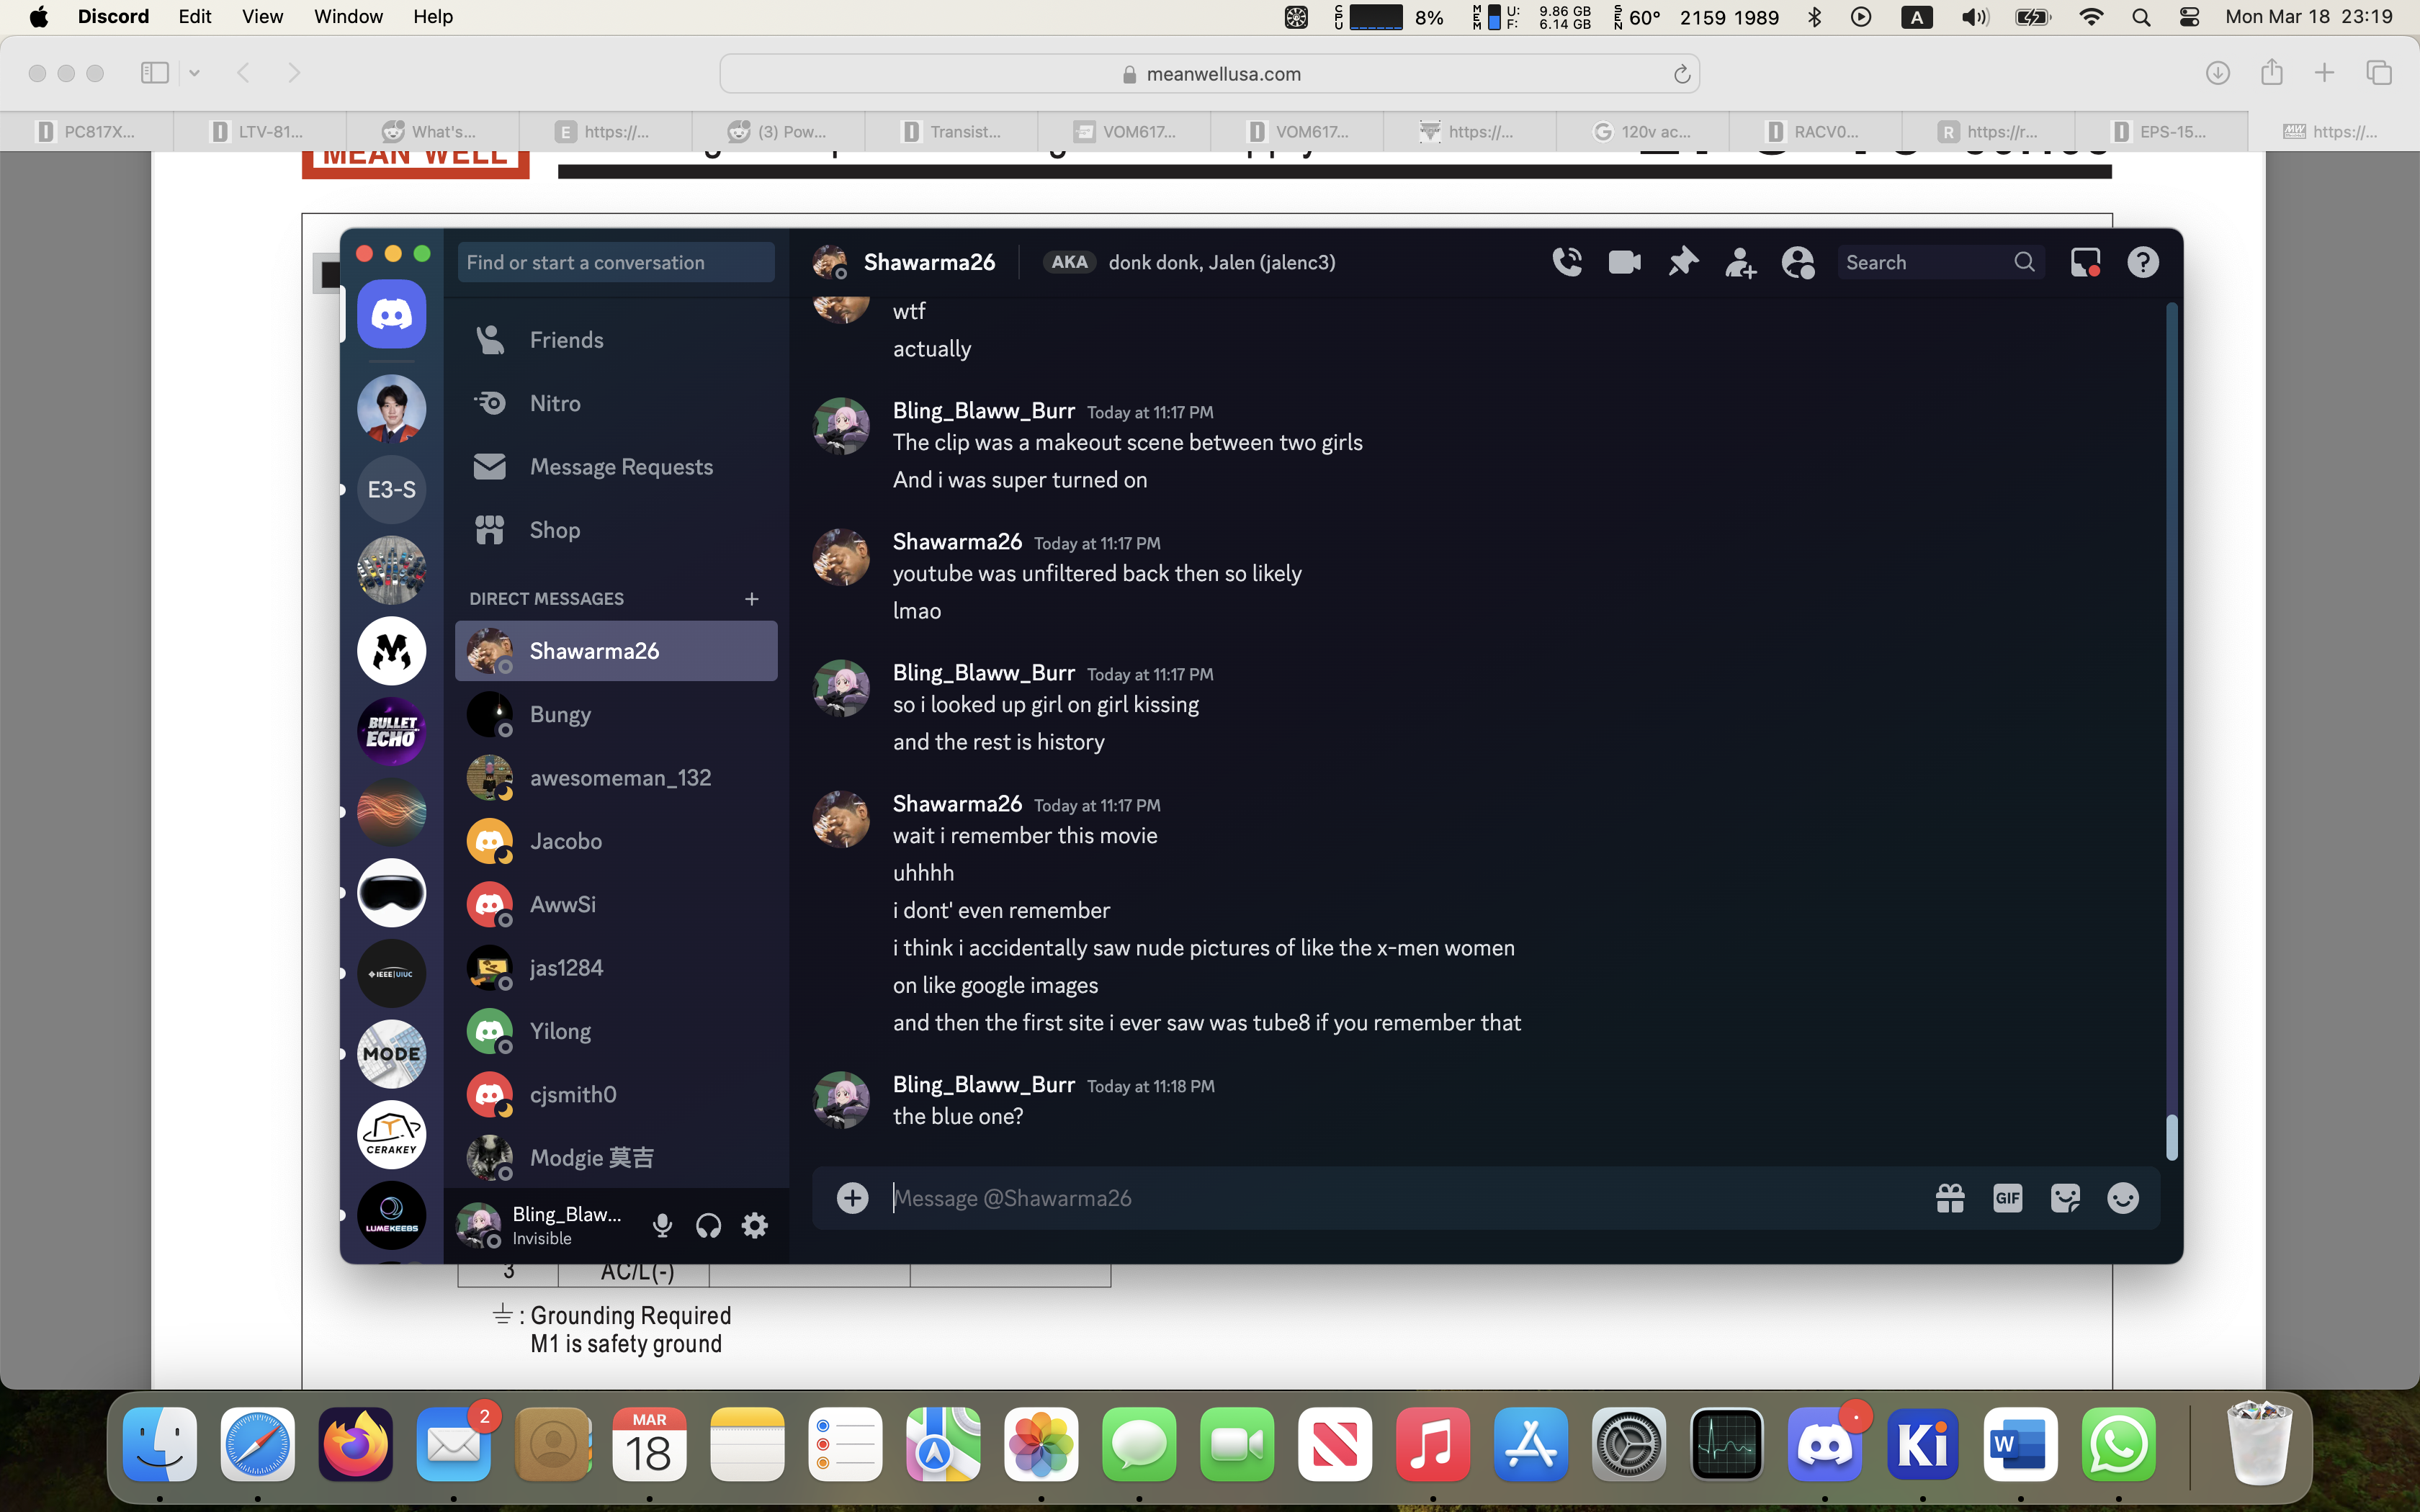 Discord Edit View Window Help
CPU 8% MEM U: F: 9.86 GB 6.14 GB SEN 60° 2159 1989 A Mon Mar 18 23:19
meanwellusa.com
PC817X... LTV-81... What's... E https://... (3) Pow... Transist... VOM617... VOM617... https://... 120v ac... RACV0... R https://r... EPS-15... https://...
MEAN WELL
Find or start a conversation
Shawarma26 AKA donk donk, Jalen (jalenc3)
Search
Friends
Nitro
Message Requests
Shop
DIRECT MESSAGES +
Shawarma26
Bungy
awesomeman_132
Jacobo
AwwSi
jas1284
Yilong
cjsmith0
Modgie 莫吉
Bling_Blaw...
Invisible
E3-S
BULLET
ECHO
IEEE | UIUC
MODE
CERAKEY
LUMEKEEBS
wtf
actually
Bling_Blaww_Burr Today at 11:17 PM
The clip was a makeout scene between two girls
And i was super turned on
Shawarma26 Today at 11:17 PM
youtube was unfiltered back then so likely
lmao
Bling_Blaww_Burr Today at 11:17 PM
so i looked up girl on girl kissing
and the rest is history
Shawarma26 Today at 11:17 PM
wait i remember this movie
uhhhh
i dont' even remember
i think i accidentally saw nude pictures of like the x-men women
on like google images
and then the first site i ever saw was tube8 if you remember that
Bling_Blaww_Burr Today at 11:18 PM
the blue one?
Message @Shawarma26
GIF
3 AC/L(-)
: Grounding Required
M1 is safety ground
2
MAR
18
Ki
W